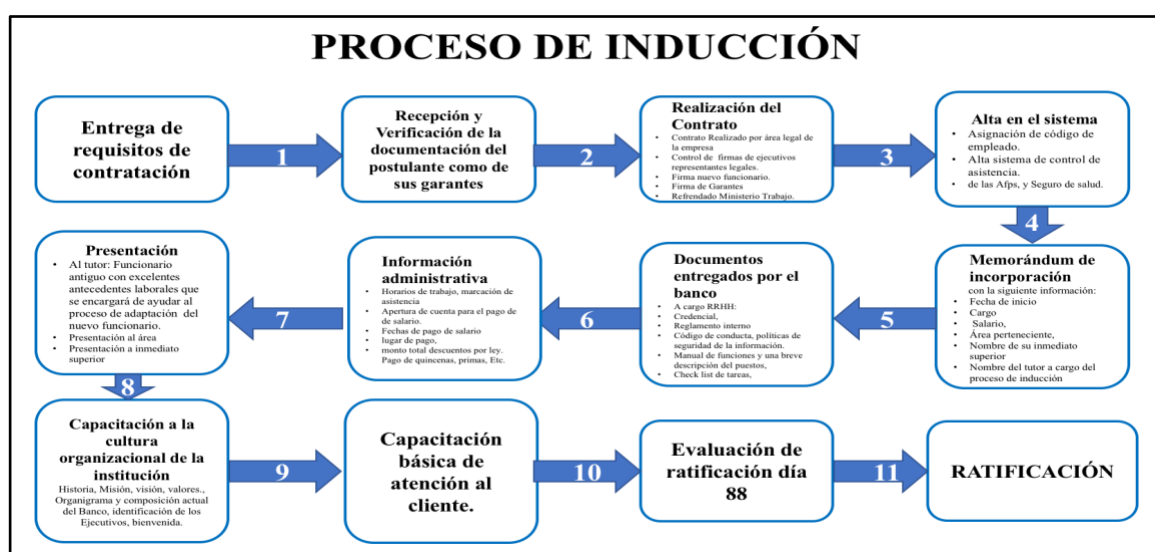 PROCESO DE INDUCCIÓN
Entrega de
requisitos de
contratación
1
Recepción y
Verificación de la
documentación del
postulante como de
sus garantes
2
Realización del
Contrato
• Contrato Realizado por área legal de
la empresa
• Control de firmas de ejecutivos
representantes legales.
• Firma nuevo funcionario.
• Firma de Garantes
• Refrendado Ministerio Trabajo.
3
Alta en el sistema
• Asignación de código de
empleado.
• Alta sistema de control de
asistencia.
• de las Afps, y Seguro de salud.
4
Memorándum de
incorporación
con la siguiente información:
• Fecha de inicio
• Cargo
• Salario,
• Área perteneciente,
• Nombre de su inmediato
superior
• Nombre del tutor a cargo del
proceso de inducción
5
Documentos
entregados por el
banco
• A cargo RRHH:
• Credencial,
• Reglamento interno
• Código de conducta, políticas de
seguridad de la información.
• Manual de funciones y una breve
descripción del puestos,
• Check list de tareas,
6
Información
administrativa
• Horarios de trabajo, marcación de
asistencia
• Apertura de cuenta para el pago de
de salario.
• Fechas de pago de salario
• lugar de pago,
• monto total descuentos por ley.
Pago de quincenas, primas, Etc.
7
Presentación
• Al tutor: Funcionario
antiguo con excelentes
antecedentes laborales que
se encargará de ayudar al
proceso de adaptación del
nuevo funcionario.
• Presentación al área
• Presentación a inmediato
superior
8
Capacitación a la
cultura
organizacional de la
institución
Historia, Misión, visión, valores.,
Organigrama y composición actual
del Banco, identificación de los
Ejecutivos, bienvenida.
9
Capacitación
básica de
atención al
cliente.
10
Evaluación de
ratificación día
88
11
RATIFICACIÓN